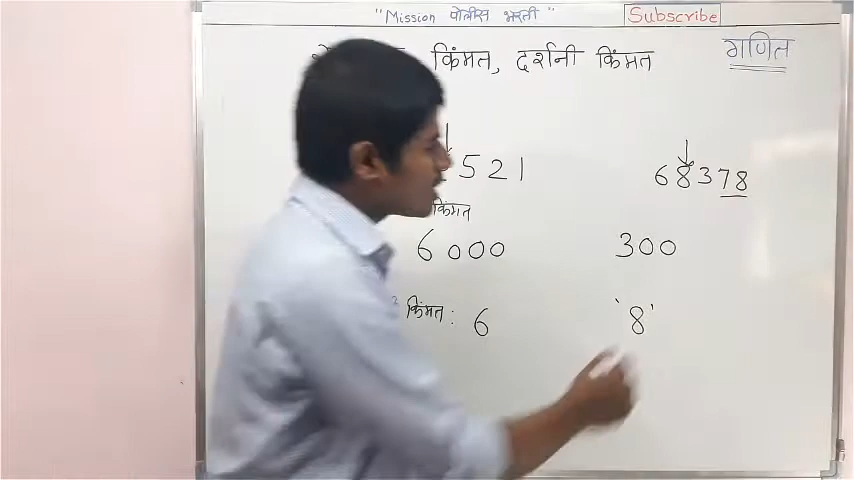 "Mission पोलीस भरती" Subscribe
किंमत, दर्शनी किंमत गणित
521 68378
किंमत
6000 300
किंमत: 6 '8'